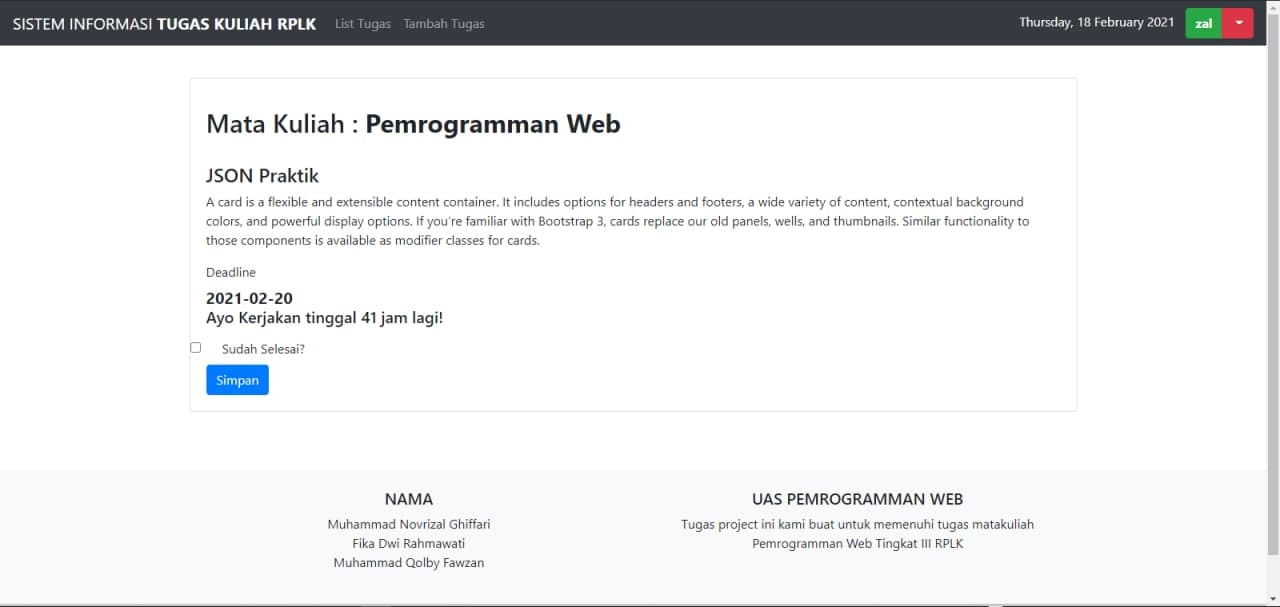 SISTEM INFORMASI TUGAS KULIAH RPLK List Tugas Tambah Tugas Thursday, 18 February 2021 zal
Mata Kuliah : Pemrogramman Web
JSON Praktik
A card is a flexible and extensible content container. It includes options for headers and footers, a wide variety of content, contextual background
colors, and powerful display options. If you're familiar with Bootstrap 3, cards replace our old panels, wells, and thumbnails. Similar functionality to
those components is available as modifier classes for cards.
Deadline
2021-02-20
Ayo Kerjakan tinggal 41 jam lagi!
Sudah Selesai?
Simpan
NAMA
Muhammad Novrizal Ghiffari
Fika Dwi Rahmawati
Muhammad Qolby Fawzan
UAS PEMROGRAMMAN WEB
Tugas project ini kami buat untuk memenuhi tugas matakuliah
Pemrogramman Web Tingkat III RPLK